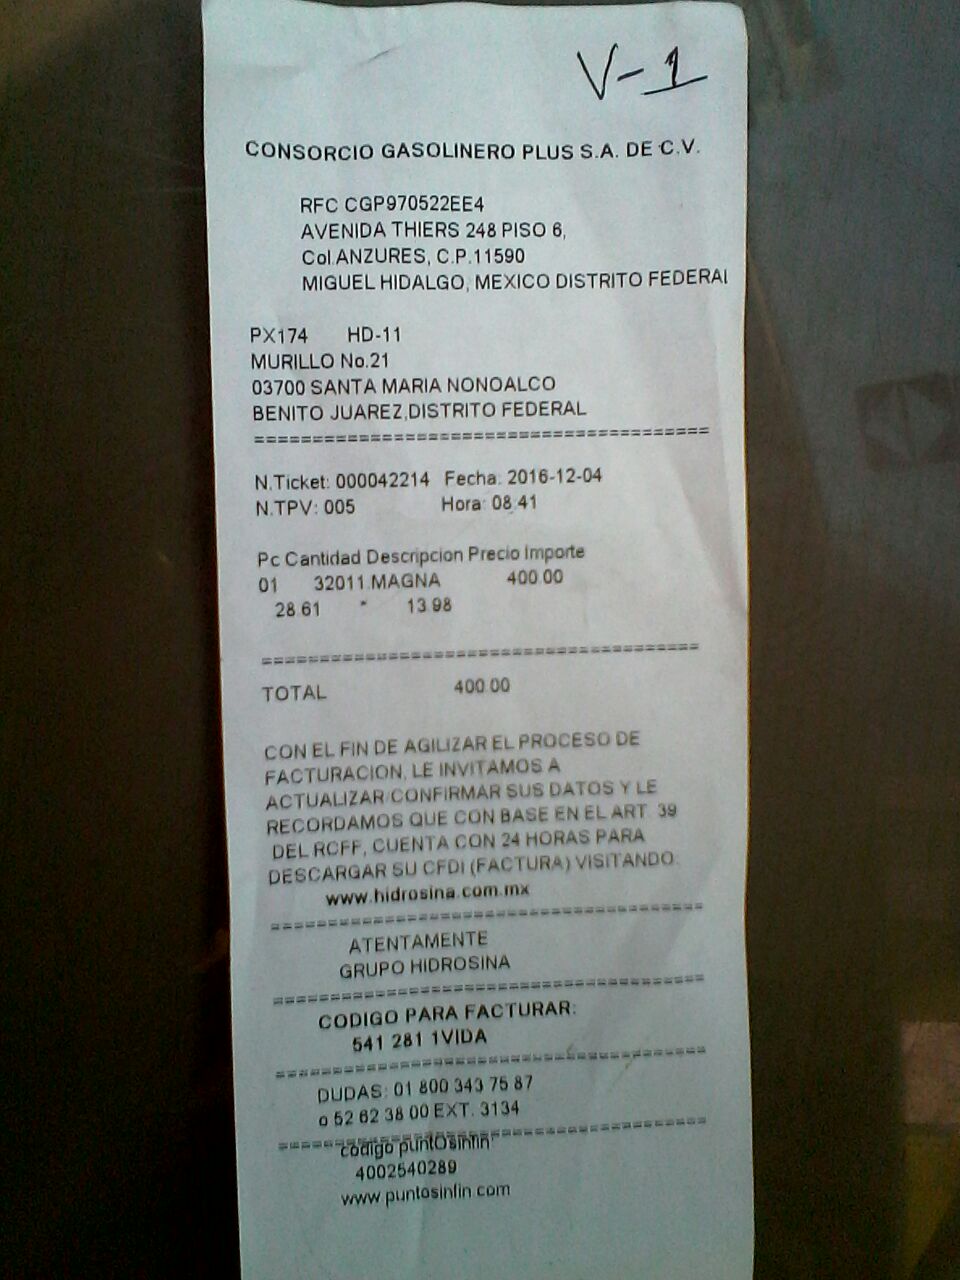 V-1
CONSORCIO GASOLINERO PLUS S.A. DE C.V.
RFC CGP970522EE4
AVENIDA THIERS 248 PISO 6,
Col.ANZURES, C.P.11590
MIGUEL HIDALGO, MEXICO DISTRITO FEDERAL
PX174 HD-11
MURILLO No.21
03700 SANTA MARIA NONOALCO
BENITO JUAREZ,DISTRITO FEDERAL
======================================
N.Ticket: 000042214 Fecha: 2016-12-04
N.TPV: 005 Hora: 08:41
Pc Cantidad Descripcion Precio Importe
01 32011 MAGNA 400.00
28.61 * 13.98
======================================
TOTAL 400.00
CON EL FIN DE AGILIZAR EL PROCESO DE
FACTURACION, LE INVITAMOS A
ACTUALIZAR/CONFIRMAR SUS DATOS Y LE
RECORDAMOS QUE CON BASE EN EL ART. 39
DEL RCFF, CUENTA CON 24 HORAS PARA
DESCARGAR SU CFDI (FACTURA) VISITANDO:
www.hidrosina.com.mx
======================================
ATENTAMENTE
GRUPO HIDROSINA
======================================
CODIGO PARA FACTURAR:
541 281 1VIDA
======================================
DUDAS: 01 800 343 75 87
o 52 62 38 00 EXT. 3134
======================================
codigo puntOsinfin'
4002540289
www.puntosinfin.com